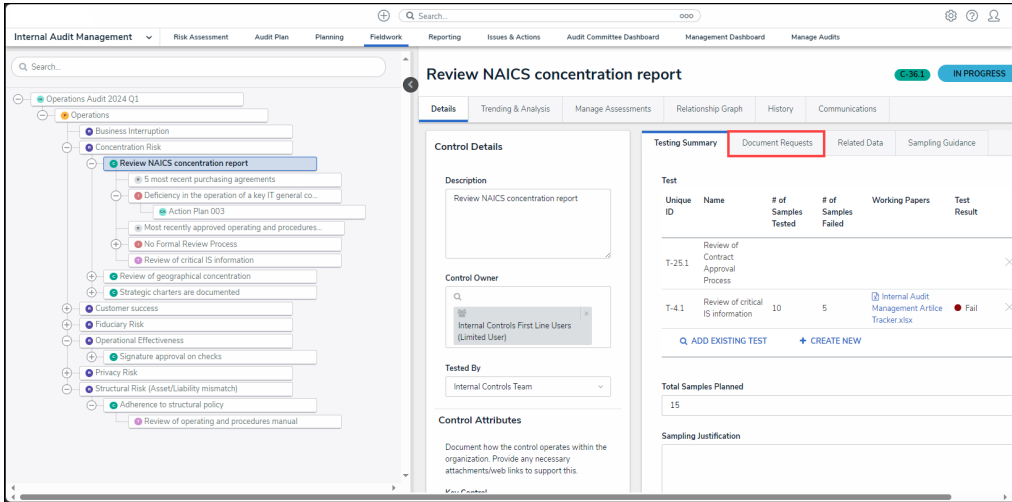 Search...
000
Internal Audit Management
Risk Assessment
Audit Plan
Planning
Fieldwork
Reporting
Issues & Actions
Audit Committee Dashboard
Management Dashboard
Manage Audits
Search...
Operations Audit 2024 Q1
Operations
Business Interruption
Concentration Risk
Review NAICS concentration report
5 most recent purchasing agreements
Deficiency in the operation of a key IT general co...
Action Plan 003
Most recently approved operating and procedures...
No Formal Review Process
Review of critical IS information
Review of geographical concentration
Strategic charters are documented
Customer success
Fiduciary Risk
Operational Effectiveness
Signature approval on checks
Privacy Risk
Structural Risk (Asset/Liability mismatch)
Adherence to structural policy
Review of operating and procedures manual
Review NAICS concentration report
C-36.1
IN PROGRESS
Details
Trending & Analysis
Manage Assessments
Relationship Graph
History
Communications
Control Details
Description
Review NAICS concentration report
Control Owner
Internal Controls First Line Users
(Limited User)
Tested By
Internal Controls Team
Control Attributes
Document how the control operates within the
organization. Provide any necessary
attachments/web links to support this.
Key Control
Testing Summary
Document Requests
Related Data
Sampling Guidance
Test
Unique
ID
Name
# of
Samples
Tested
# of
Samples
Failed
Working Papers
Test
Result
T-25.1
Review of
Contract
Approval
Process
T-4.1
Review of critical
IS information
10
5
Internal Audit
Management Artilce
Tracker.xlsx
Fail
ADD EXISTING TEST
+ CREATE NEW
Total Samples Planned
15
Sampling Justification